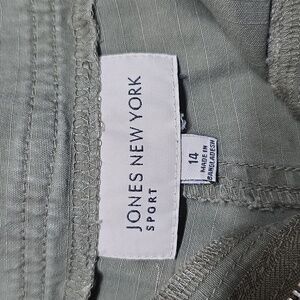 JONES NEW YORK
SPORT
14
MADE IN
BANGLADESH